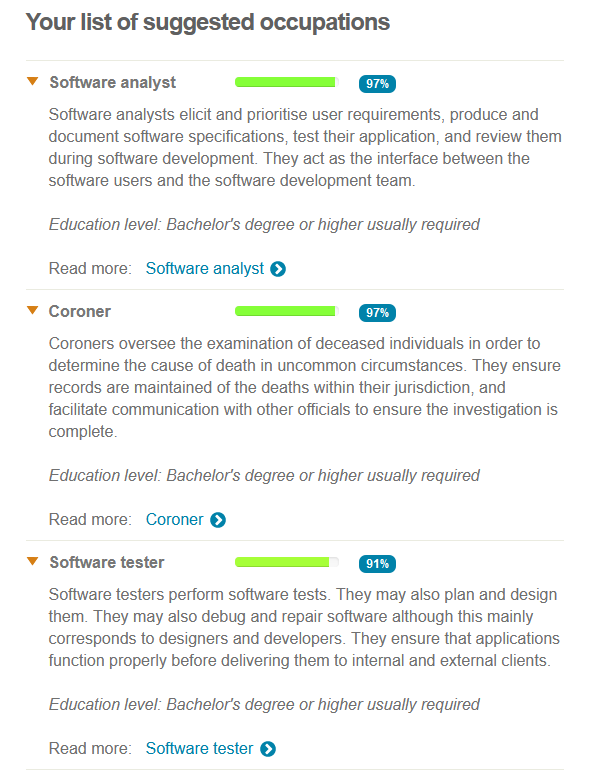 Your list of suggested occupations
Software analyst 97%
Software analysts elicit and prioritise user requirements, produce and
document software specifications, test their application, and review them
during software development. They act as the interface between the
software users and the software development team.
Education level: Bachelor's degree or higher usually required
Read more: Software analyst
Coroner 97%
Coroners oversee the examination of deceased individuals in order to
determine the cause of death in uncommon circumstances. They ensure
records are maintained of the deaths within their jurisdiction, and
facilitate communication with other officials to ensure the investigation is
complete.
Education level: Bachelor's degree or higher usually required
Read more: Coroner
Software tester 91%
Software testers perform software tests. They may also plan and design
them. They may also debug and repair software although this mainly
corresponds to designers and developers. They ensure that applications
function properly before delivering them to internal and external clients.
Education level: Bachelor's degree or higher usually required
Read more: Software tester